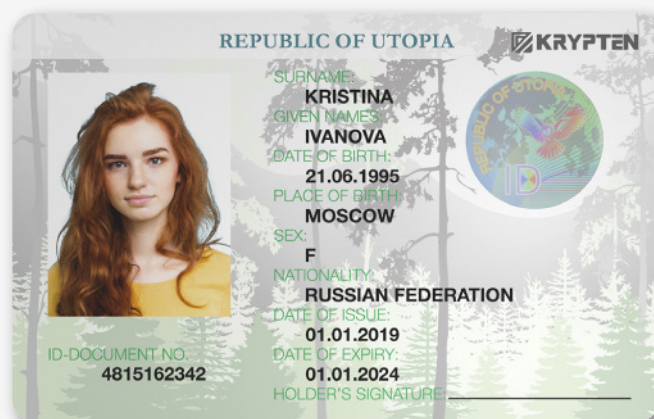 REPUBLIC OF UTOPIA
KRYPTEN
SURNAME:
KRISTINA
GIVEN NAMES:
IVANOVA
DATE OF BIRTH:
21.06.1995
PLACE OF BIRTH:
MOSCOW
SEX:
F
NATIONALITY:
RUSSIAN FEDERATION
DATE OF ISSUE:
01.01.2019
DATE OF EXPIRY:
01.01.2024
HOLDER'S SIGNATURE:
ID-DOCUMENT NO.
4815162342
REPUBLIC OF UTOPIA
ID